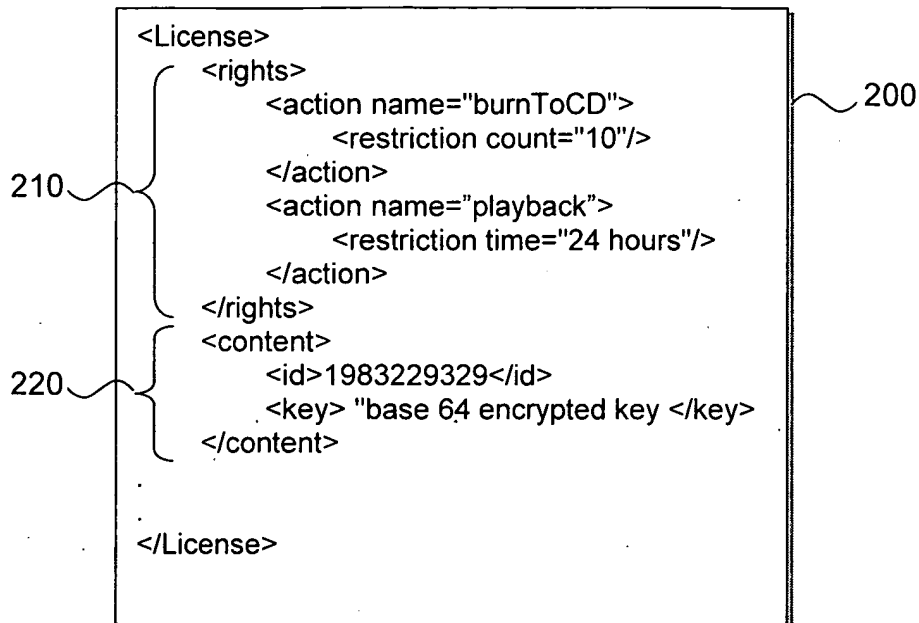 <License>
<rights>
<action name="burnToCD">
200
<restriction count="10"/>
</action>
210
<action name="playback”>
<restriction time="24 hours"/>
</action>
</rights>
<content>
220
<id>1983229329</id>
<key> "base 64 encrypted key </key>
</content>
.
.
</License>